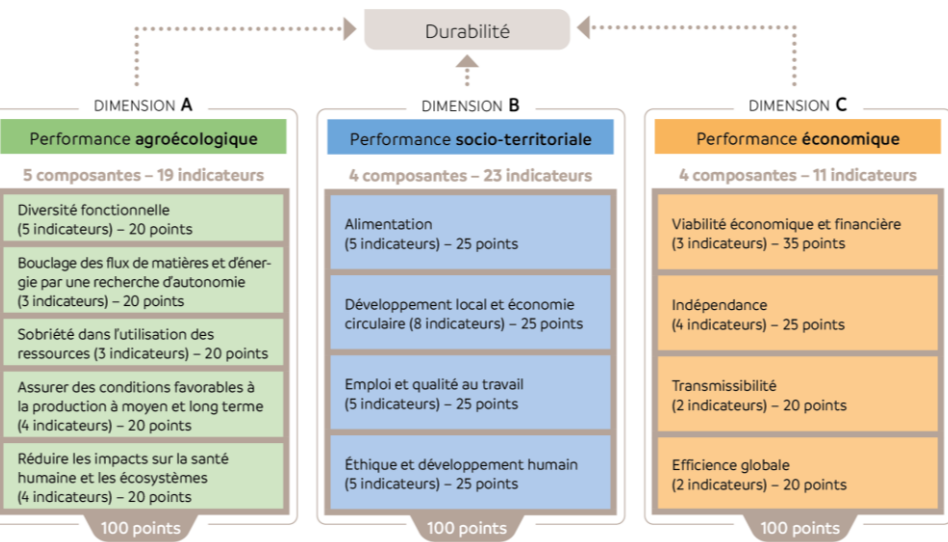 Durabilité
DIMENSION A
Performance agroécologique
5 composantes – 19 indicateurs
Diversité fonctionnelle
(5 indicateurs) – 20 points
Bouclage des flux de matières et d'éner-
gie par une recherche d'autonomie
(3 indicateurs) – 20 points
Sobriété dans l'utilisation des
ressources (3 indicateurs) – 20 points
Assurer des conditions favorables à
la production à moyen et long terme
(4 indicateurs) – 20 points
Réduire les impacts sur la santé
humaine et les écosystèmes
(4 indicateurs) – 20 points
100 points
DIMENSION B
Performance socio-territoriale
4 composantes – 23 indicateurs
Alimentation
(5 indicateurs) – 25 points
Développement local et économie
circulaire (8 indicateurs) – 25 points
Emploi et qualité au travail
(5 indicateurs) – 25 points
Éthique et développement humain
(5 indicateurs) – 25 points
100 points
DIMENSION C
Performance économique
4 composantes – 11 indicateurs
Viabilité économique et financière
(3 indicateurs) – 35 points
Indépendance
(4 indicateurs) – 25 points
Transmissibilité
(2 indicateurs) – 20 points
Efficience globale
(2 indicateurs) – 20 points
100 points